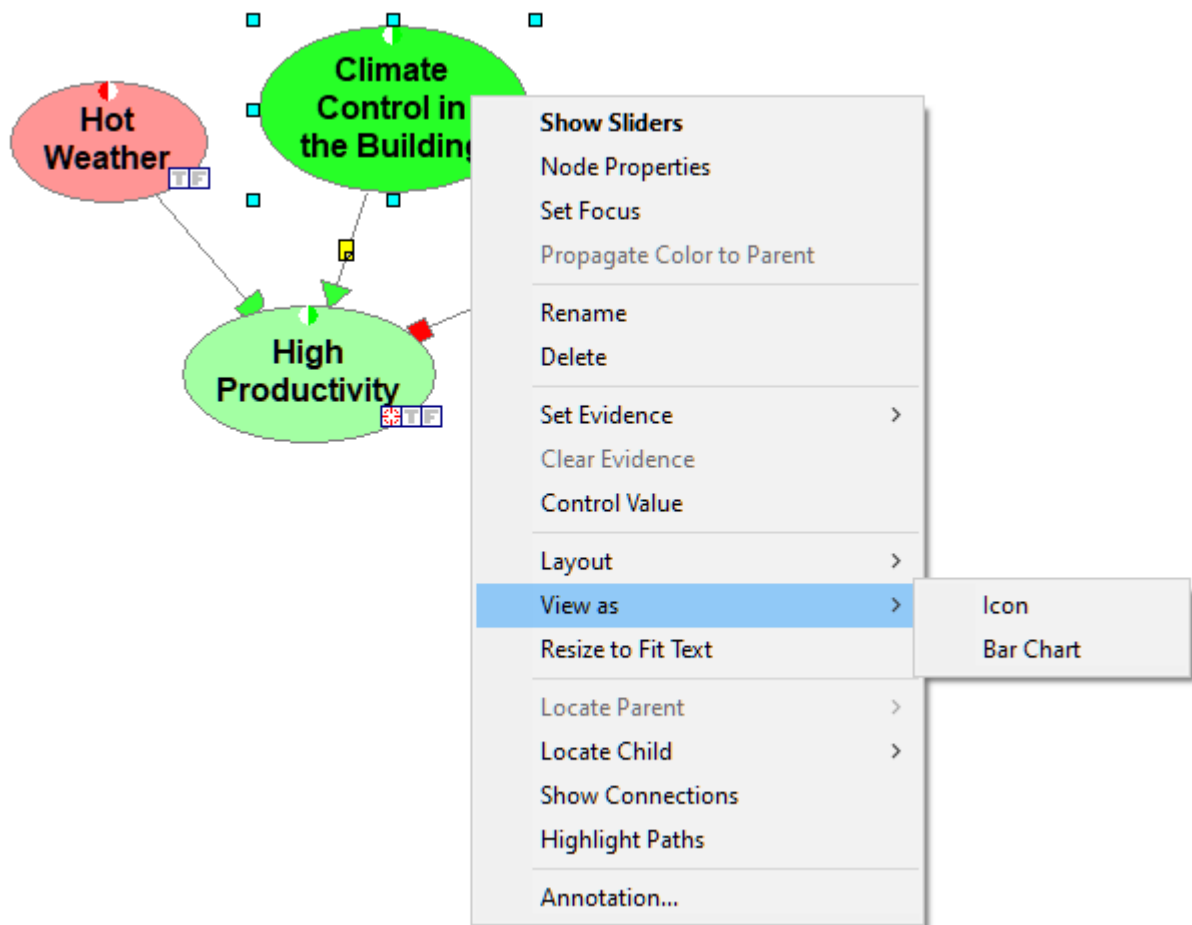 Climate
Control in
the Building
Hot
Weather
T F
High
Productivity
T F
Show Sliders
Node Properties
Set Focus
Propagate Color to Parent
Rename
Delete
Set Evidence
Clear Evidence
Control Value
Layout
View as
Icon
Resize to Fit Text
Bar Chart
Locate Parent
Locate Child
Show Connections
Highlight Paths
Annotation...